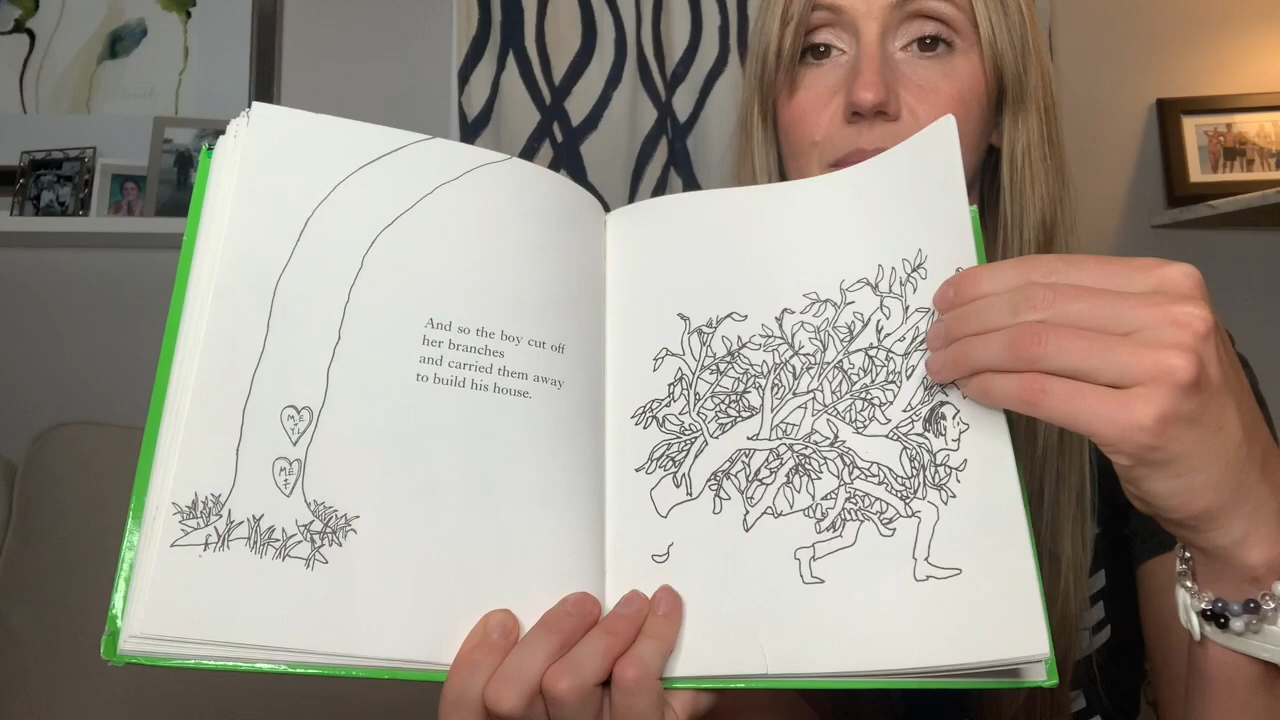 And so the boy cut off
her branches
and carried them away
to build his house.
M.E.
Y.L.
M.E.
T.